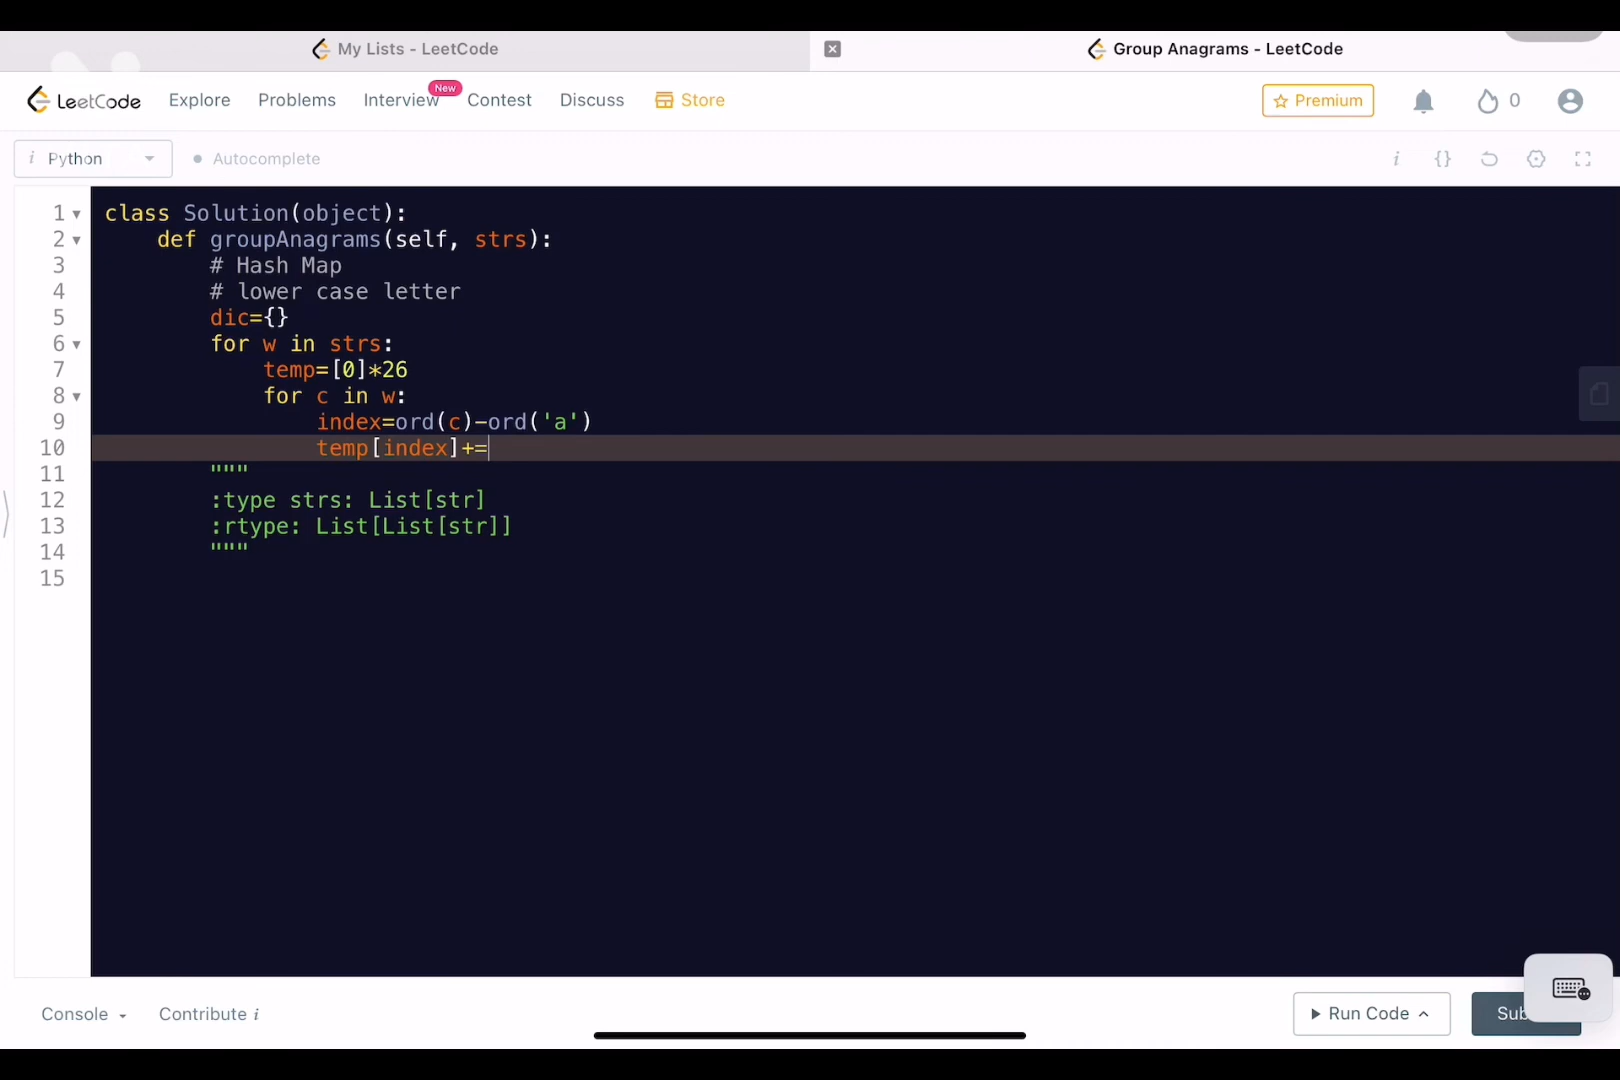 My Lists - LeetCode
Group Anagrams - LeetCode
LeetCode Explore Problems Interview New Contest Discuss Store Premium 0
i Python Autocomplete i {}
1 class Solution(object):
2 def groupAnagrams(self, strs):
3 # Hash Map
4 # lower case letter
5 dic={}
6 for w in strs:
7 temp=[0]*26
8 for c in w:
9 index=ord(c)-ord('a')
10 temp[index]+=
11 """
12 :type strs: List[str]
13 :rtype: List[List[str]]
14 """
15
Console Contribute i Run Code Sub